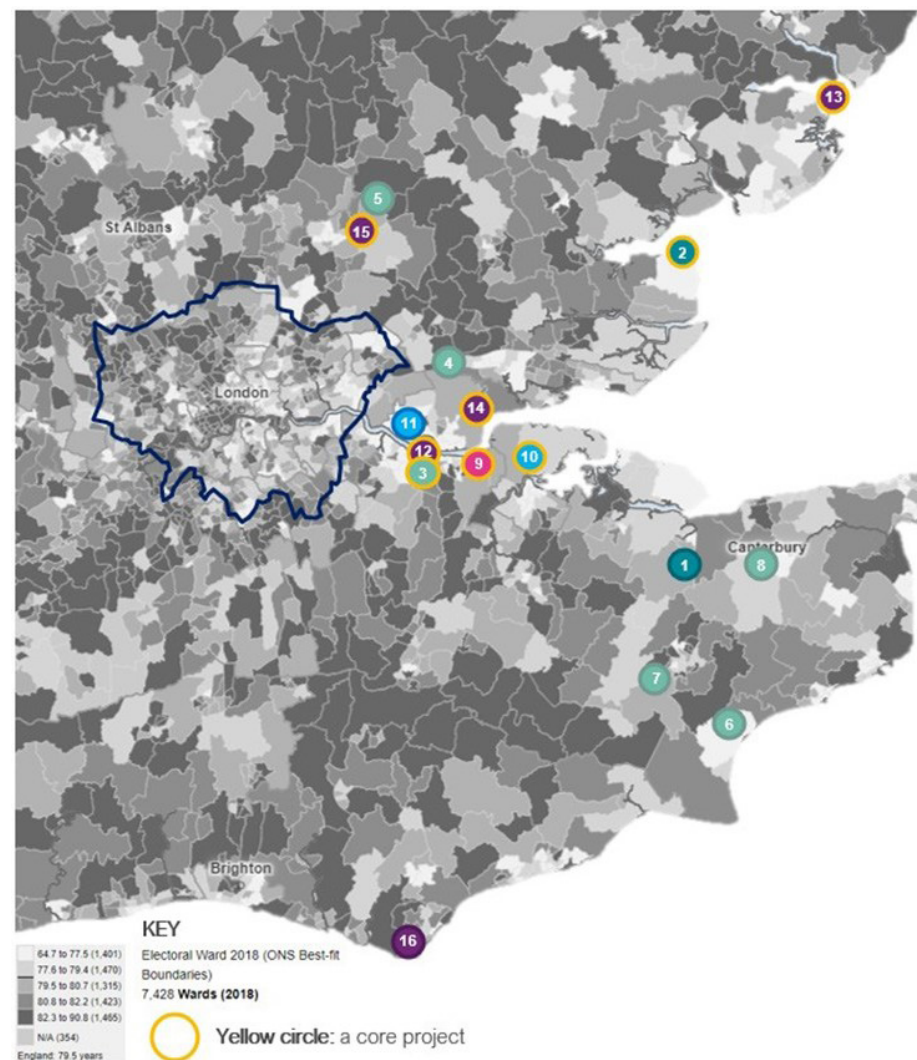 13
5
St Albans
15
2
4
London
14
11
12
10
9
3
Canterbury
1
8
7
6
Brighton
16
KEY
Electoral Ward 2018 (ONS Best-fit
Boundaries)
7,428 Wards (2018)
Yellow circle: a core project
64.7 to 77.5 (1,401)
77.6 to 79.4 (1,470)
79.5 to 80.7 (1,315)
80.8 to 82.2 (1,423)
82.3 to 90.8 (1,465)
N/A (354)
England: 79.5 years